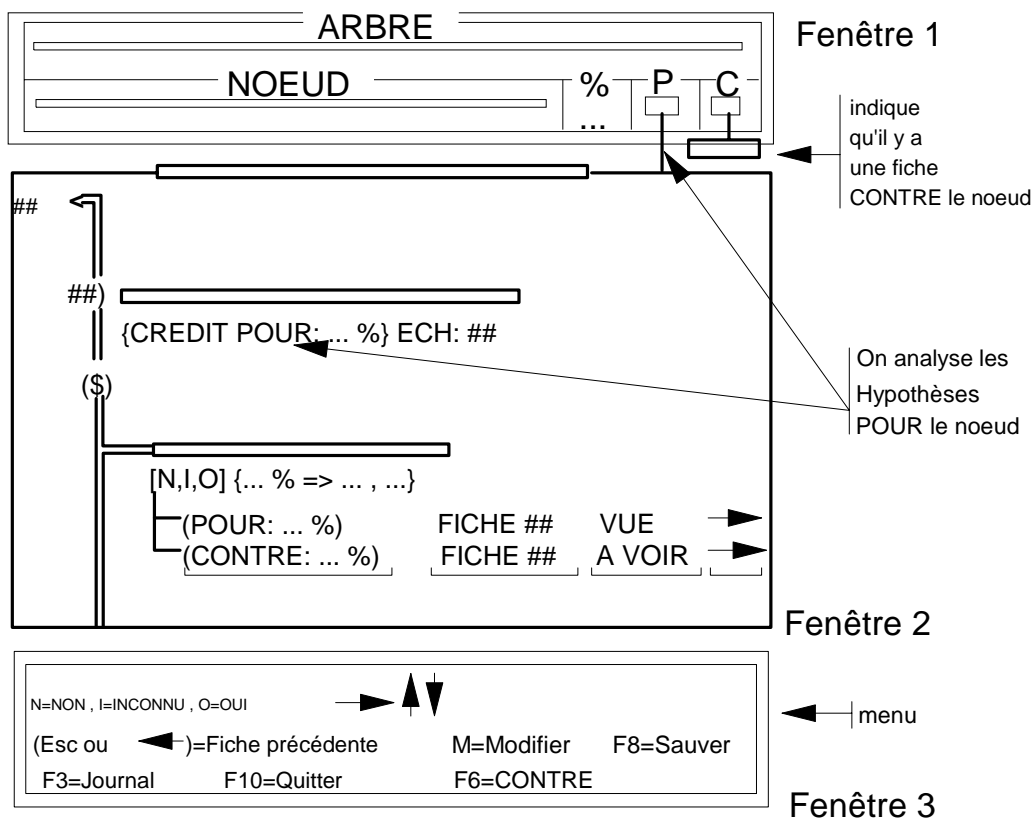 ARBRE
Fenêtre 1
NOEUD % P C
...
indique
qu'il y a
une fiche
CONTRE le noeud
##
##)
{CREDIT POUR: ... %} ECH: ##
($)
On analyse les
Hypothèses
POUR le noeud
[N,I,O] {... % => ... , ...}
(POUR: ... %) FICHE ## VUE
(CONTRE: ... %) FICHE ## A VOIR
Fenêtre 2
N=NON , I=INCONNU , O=OUI
menu
(Esc ou )=Fiche précédente M=Modifier F8=Sauver
F3=Journal F10=Quitter F6=CONTRE
Fenêtre 3